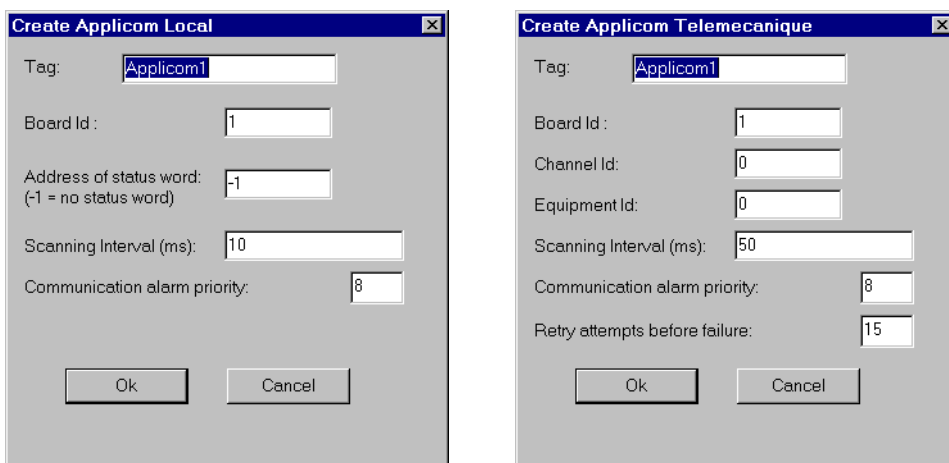 Create Applicom Local
Tag: Applicom1
Board Id : 1
Address of status word: -1
(-1 = no status word)
Scanning Interval (ms): 10
Communication alarm priority: 8
Ok Cancel
Create Applicom Telemecanique
Tag: Applicom1
Board Id : 1
Channel Id: 0
Equipment Id: 0
Scanning Interval (ms): 50
Communication alarm priority: 8
Retry attempts before failure: 15
Ok Cancel